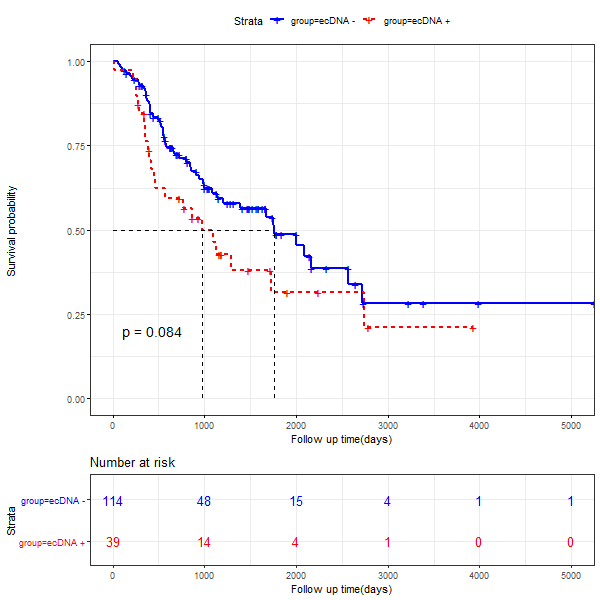 Strata group=ecDNA - group=ecDNA +
Survival probability
1.00
0.75
0.50
0.25
0.00
p = 0.084
0 1000 2000 3000 4000 5000
Follow up time(days)
Number at risk
Strata
group=ecDNA - 114 48 15 4 1 1
group=ecDNA + 39 14 4 1 0 0
0 1000 2000 3000 4000 5000
Follow up time(days)